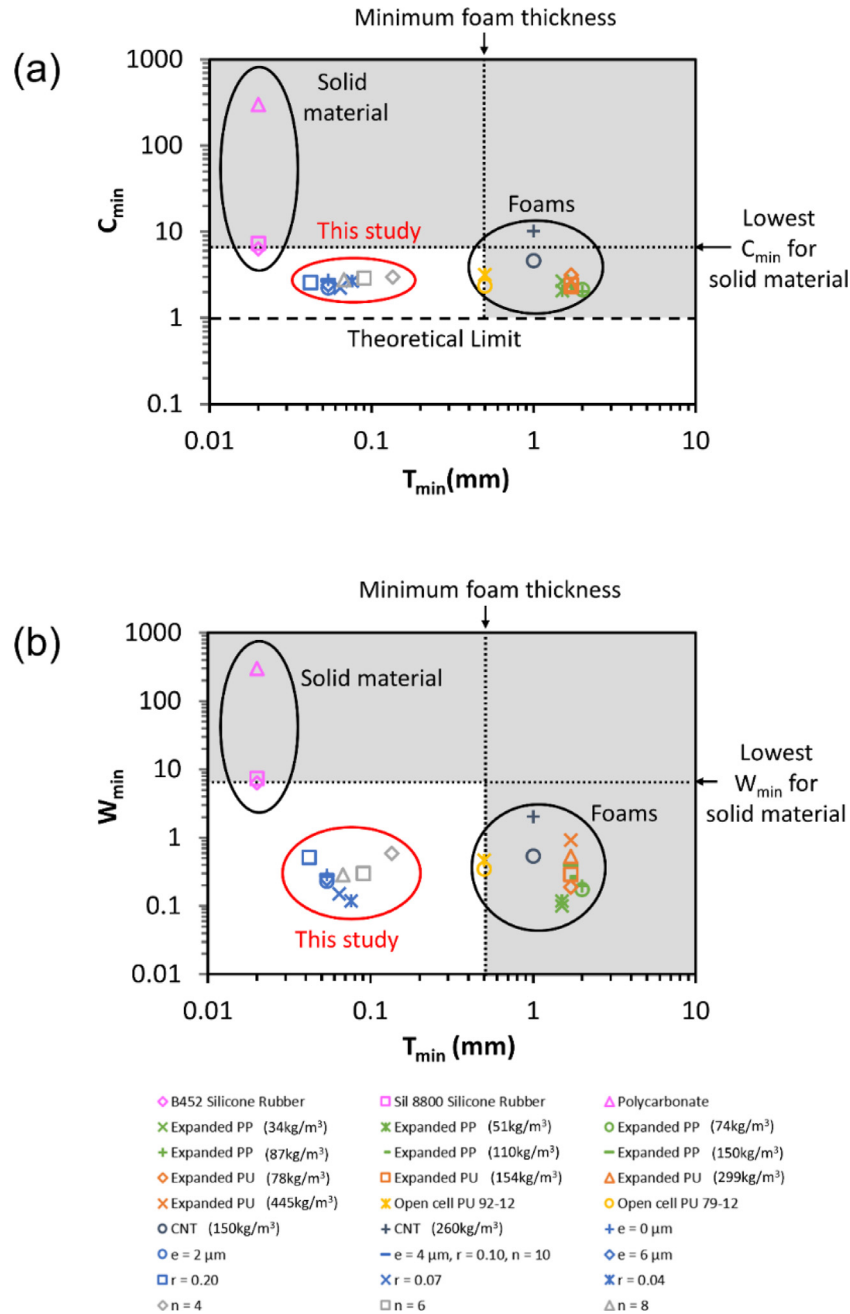 Minimum foam thickness
(a)
1000
100
10
1
0.1
C_min
Solid
material
This study
Foams
Lowest
C_min for
solid material
Theoretical Limit
0.01 0.1 1 10
T_min(mm)
Minimum foam thickness
(b)
1000
100
10
1
0.1
0.01
W_min
Solid material
Lowest
W_min for
solid material
Foams
This study
0.01 0.1 1 10
T_min (mm)
B452 Silicone Rubber Sil 8800 Silicone Rubber Polycarbonate
Expanded PP (34kg/m³) Expanded PP (51kg/m³) Expanded PP (74kg/m³)
Expanded PP (87kg/m³) Expanded PP (110kg/m³) Expanded PP (150kg/m³)
Expanded PU (78kg/m³) Expanded PU (154kg/m³) Expanded PU (299kg/m³)
Expanded PU (445kg/m³) Open cell PU 92-12 Open cell PU 79-12
CNT (150kg/m³) CNT (260kg/m³) e = 0 µm
e = 2 µm e = 4 µm, r = 0.10, n = 10 e = 6 µm
r = 0.20 r = 0.07 r = 0.04
n = 4 n = 6 n = 8